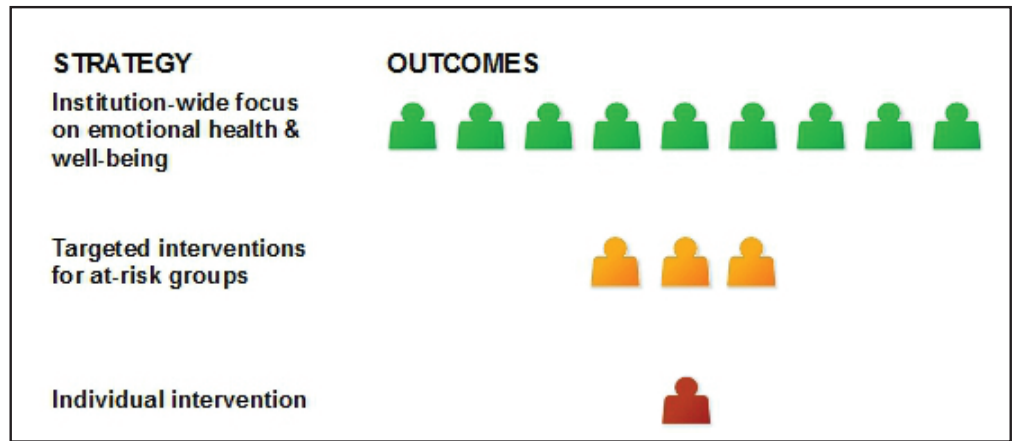 STRATEGY OUTCOMES
Institution-wide focus
on emotional health &
well-being
Targeted interventions
for at-risk groups
Individual intervention